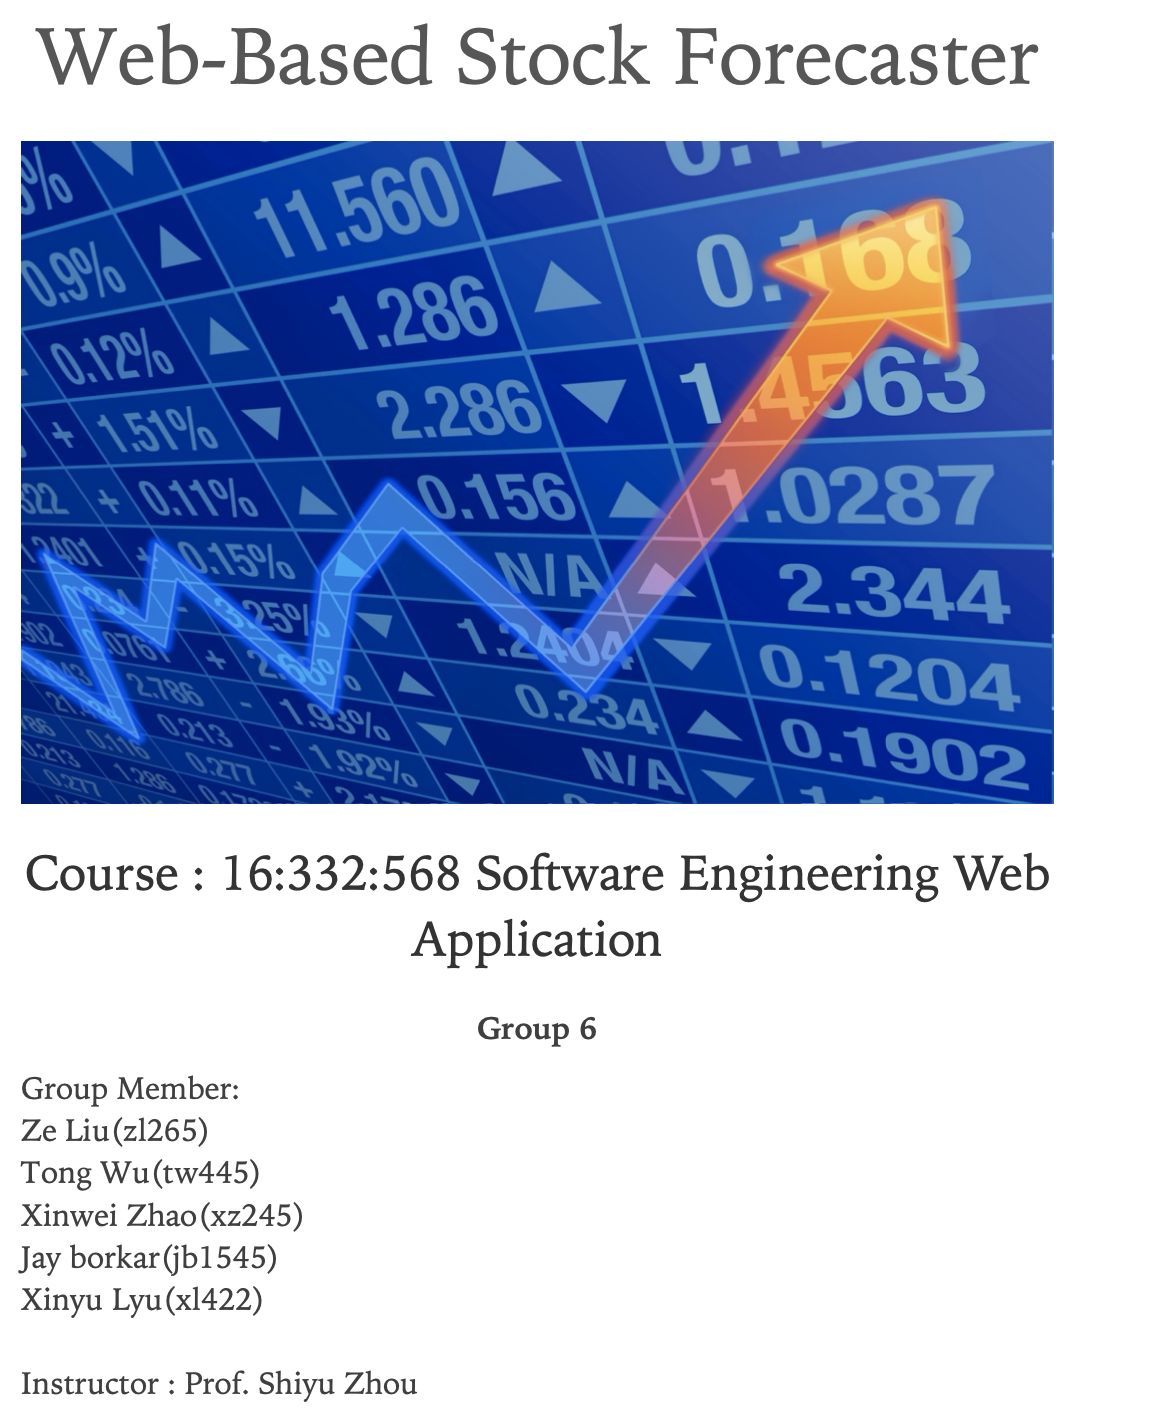 Web-Based Stock Forecaster
11.560
0.168
0.9%
1.286
0.12%
2.286
1.4563
+ 1.51%
0.156
1.0287
+ 0.11%
N/A
2.344
0.15%
1.2404
0.1204
3.25%
0.234
0.1902
+ 2.66%
N/A
2.786
- 1.93%
0.213
- 1.92%
0.277
0.116
1.286
0.213
0.277
Course : 16:332:568 Software Engineering Web
Application
Group 6
Group Member:
Ze Liu(zl265)
Tong Wu(tw445)
Xinwei Zhao(xz245)
Jay borkar(jb1545)
Xinyu Lyu(xl422)
Instructor : Prof. Shiyu Zhou